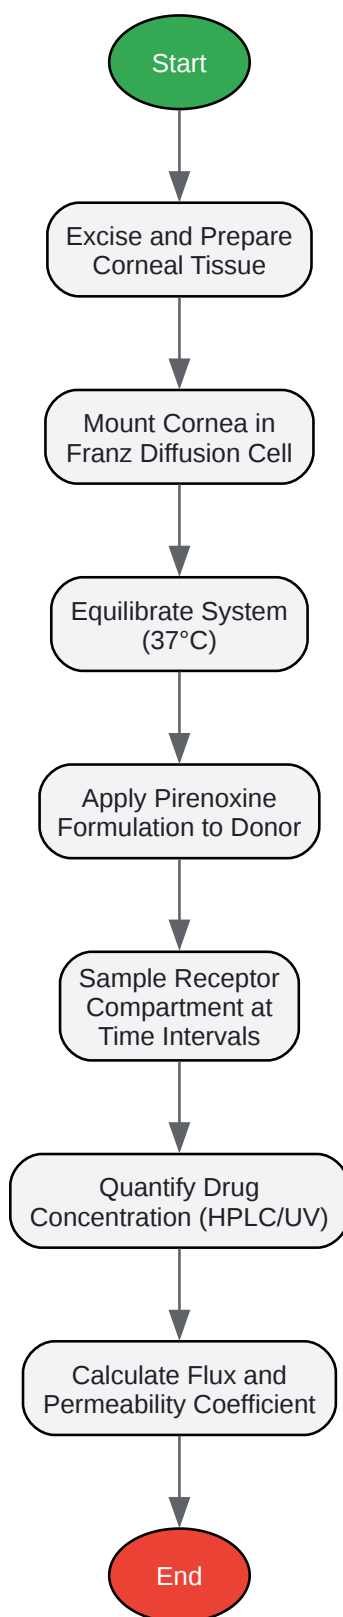 Start
Excise and Prepare
Corneal Tissue
Mount Cornea in
Franz Diffusion Cell
Equilibrate System
(37°C)
Apply Pirenoxine
Formulation to Donor
Sample Receptor
Compartment at
Time Intervals
Quantify Drug
Concentration (HPLC/UV)
Calculate Flux and
Permeability Coefficient
End